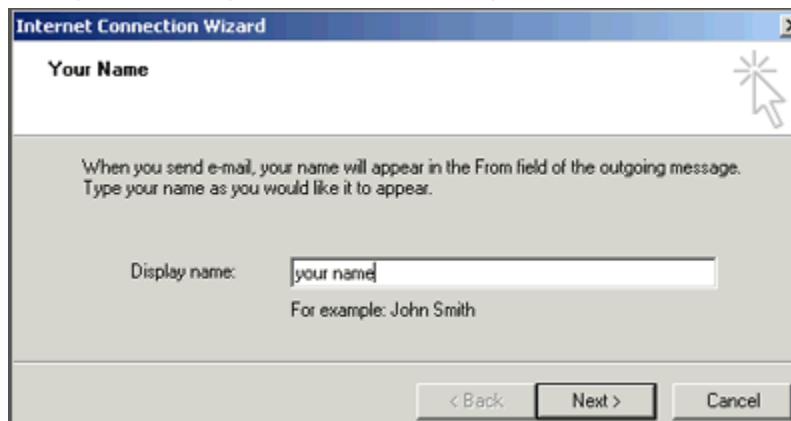 Internet Connection Wizard
Your Name
When you send e-mail, your name will appear in the From field of the outgoing message.
Type your name as you would like it to appear.
Display name: your name
For example: John Smith
< Back Next > Cancel